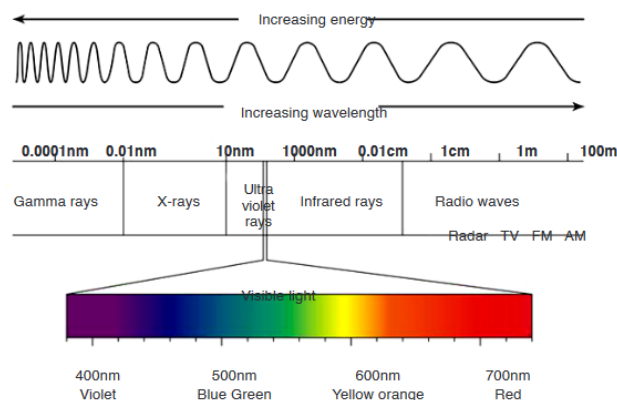 Increasing energy
Increasing wavelength
0.0001nm 0.01nm 10nm 1000nm 0.01cm 1cm 1m 100m
Gamma rays X-rays Ultra violet rays Infrared rays Radio waves
Radar TV FM AM
Visible light
400nm 500nm 600nm 700nm
Violet Blue Green Yellow orange Red